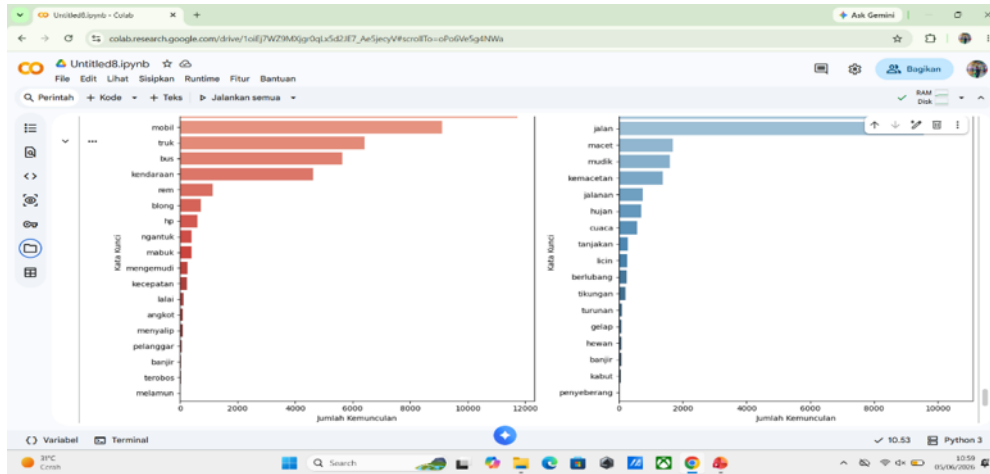 Untitled8.ipynb - Colab
Ask Gemini
colab.research.google.com/drive/1oiEj7WZ9MXjgr0qLxSd2JE7_Ae5jecyV#scrollTo=oPo6Ve5g4NWa
Untitled8.ipynb
File Edit Lihat Sisipkan Runtime Fitur Bantuan
Bagikan
Perintah + Kode + Teks Jalankan semua
RAM
Disk
mobil
truk
bus
kendaraan
rem
blong
hp
ngantuk
mabuk
mengemudi
kecepatan
lalai
angkot
menyalip
pelanggar
banjir
terobos
melamun
Kata Kunci
0 2000 4000 6000 8000 10000 12000
Jumlah Kemunculan
jalan
macet
mudik
kemacetan
jalanan
hujan
cuaca
tanjakan
licin
berlubang
tikungan
turunan
gelap
hewan
banjir
kabut
penyeberang
Kata Kunci
0 2000 4000 6000 8000 10000
Jumlah Kemunculan
Variabel Terminal
10.53 Python 3
31°C
Cerah
Search
10:59
05/06/2026